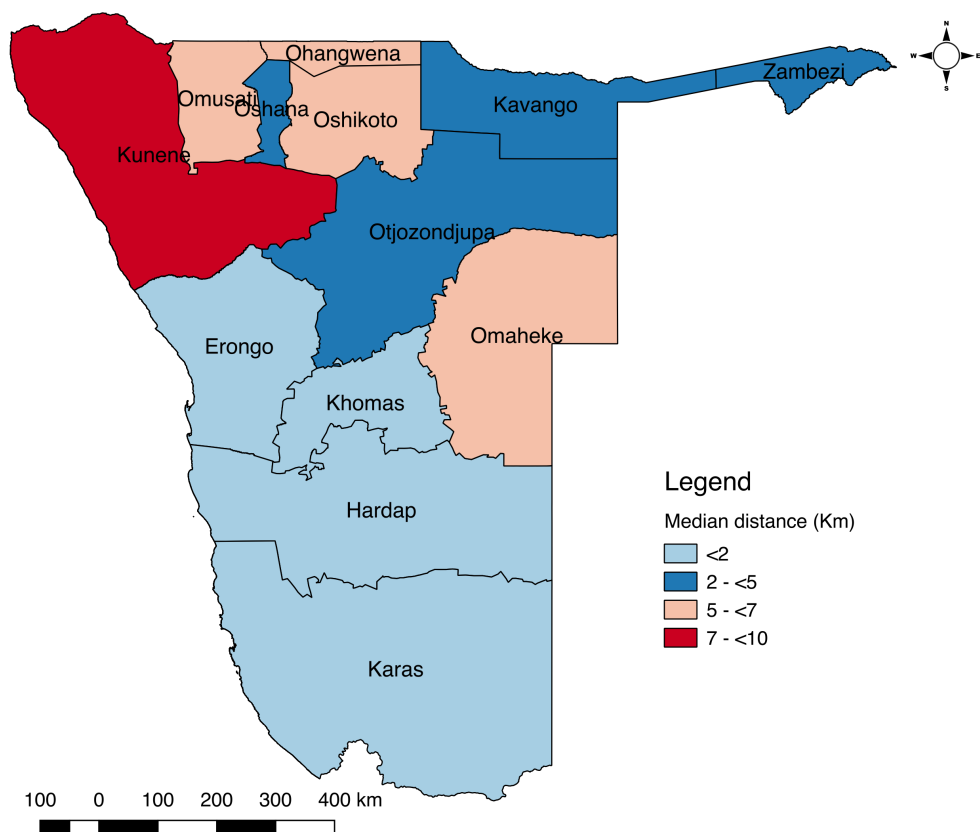 N
W
E
S
Ohangwena
Zambezi
Omusati
Oshana
Kavango
Oshikoto
Kunene
Otjozondjupa
Omaheke
Erongo
Khomas
Hardap
Karas
Legend
Median distance (Km)
<2
2 - <5
5 - <7
7 - <10
100 0 100 200 300 400 km